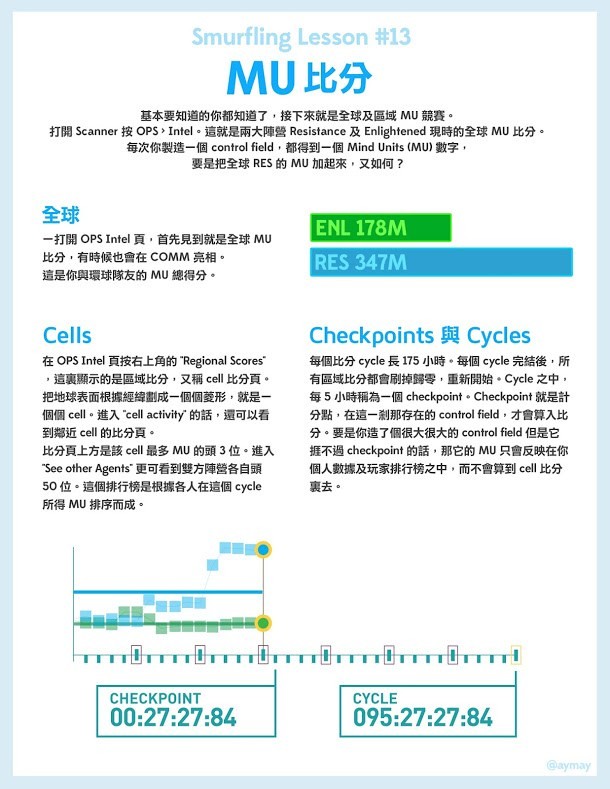 Smurfling Lesson #13
MU 比分
基本要知道的你都知道了，接下來就是全球及區域 MU 競賽。
打開 Scanner 按 OPS，Intel。這就是兩大陣營 Resistance 及 Enlightened 現時的全球 MU 比分。
每次你製造一個 control field，都得到一個 Mind Units (MU) 數字，
要是把全球 RES 的 MU 加起來，又如何？
全球
一打開 OPS Intel 頁，首先見到就是全球 MU
比分，有時候也會在 COMM 亮相。
這是你與環球隊友的 MU 總得分。
ENL 178M
RES 347M
Cells
在 OPS Intel 頁按右上角的 "Regional Scores"
，這裏顯示的是區域比分，又稱 cell 比分頁。
把地球表面根據經緯劃成一個個菱形，就是一
個個 cell。進入 "cell activity" 的話，還可以看
到鄰近 cell 的比分頁。
比分頁上方是該 cell 最多 MU 的頭 3 位。進入
"See other Agents" 更可看到雙方陣營各自頭
50 位。這個排行榜是根據各人在這個 cycle
所得 MU 排序而成。
Checkpoints 與 Cycles
每個比分 cycle 長 175 小時。每個 cycle 完結後，所
有區域比分都會刷掉歸零，重新開始。Cycle 之中，
每 5 小時稱為一個 checkpoint。Checkpoint 就是計
分點，在這一剎那存在的 control field，才會算入比
分。要是你造了個很大很大的 control field 但是它
捱不過 checkpoint 的話，那它的 MU 只會反映在你
個人數據及玩家排行榜之中，而不會算到 cell 比分
裏去。
CHECKPOINT
00:27:27:84
CYCLE
095:27:27:84
@aymay